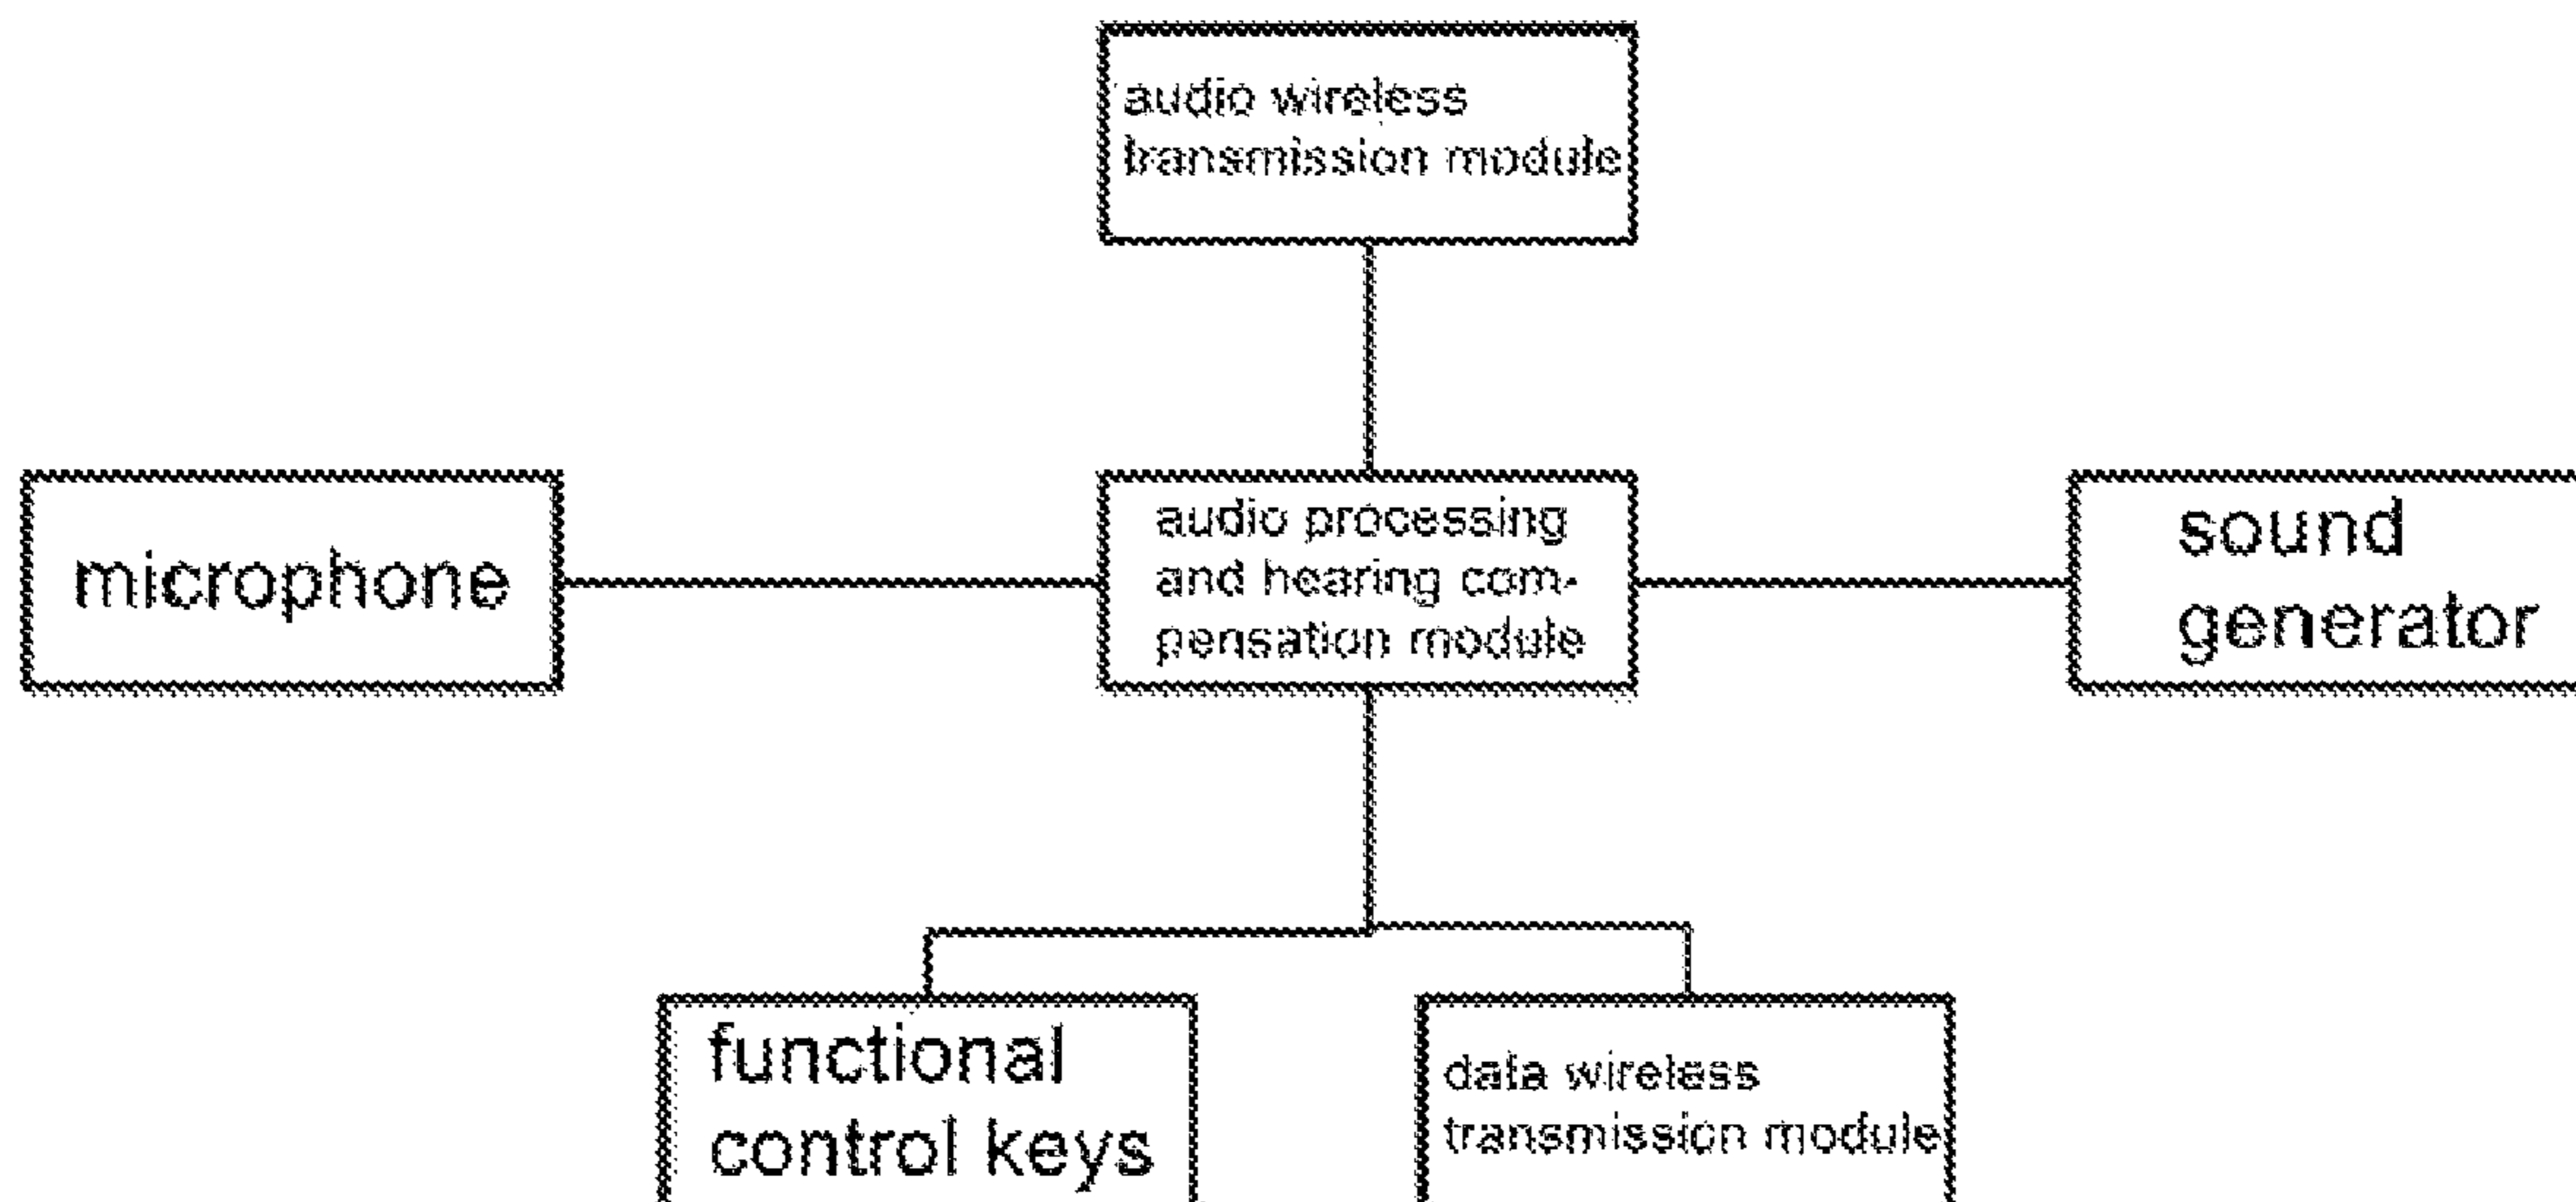 audio wireless
transmission module
microphone
audio processing
and hearing com-
pensation module
sound
generator
functional
control keys
data wireless
transmission module